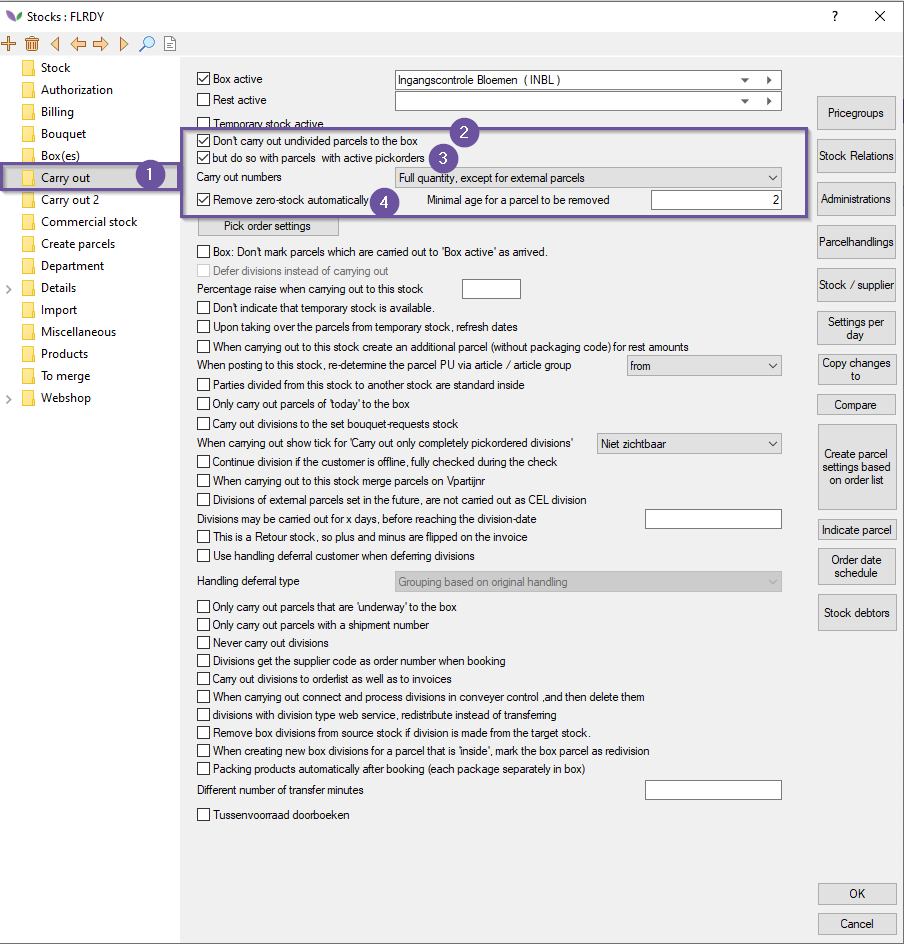 Stocks : FLRDY
?
Stock
Authorization
Billing
Bouquet
Box(es)
Carry out
1
Carry out 2
Commercial stock
Create parcels
Department
Details
Import
Miscellaneous
Products
To merge
Webshop
Box active
Ingangscontrole Bloemen ( INBL )
Rest active
Temporary stock active
Don't carry out undivided parcels to the box
2
but do so with parcels with active pickorders
3
Carry out numbers
Full quantity, except for external parcels
Remove zero-stock automatically
4
Minimal age for a parcel to be removed
2
Pick order settings
Box: Don't mark parcels which are carried out to 'Box active' as arrived.
Defer divisions instead of carrying out
Percentage raise when carrying out to this stock
Don't indicate that temporary stock is available.
Upon taking over the parcels from temporary stock, refresh dates
When carrying out to this stock create an additional parcel (without packaging code) for rest amounts
When posting to this stock, re-determine the parcel PU via article / article group
from
Parties divided from this stock to another stock are standard inside
Only carry out parcels of 'today' to the box
Carry out divisions to the set bouquet-requests stock
When carrying out show tick for 'Carry out only completely pickordered divisions'
Niet zichtbaar
Continue division if the customer is offline, fully checked during the check
When carrying out to this stock merge parcels on Vpartijnr
Divisions of external parcels set in the future, are not carried out as CEL division
Divisions may be carried out for x days, before reaching the division-date
This is a Retour stock, so plus and minus are flipped on the invoice
Use handling deferral customer when deferring divisions
Handling deferral type
Grouping based on original handling
Only carry out parcels that are 'underway' to the box
Only carry out parcels with a shipment number
Never carry out divisions
Divisions get the supplier code as order number when booking
Carry out divisions to orderlist as well as to invoices
When carrying out connect and process divisions in conveyer control ,and then delete them
divisions with division type web service, redistribute instead of transferring
Remove box divisions from source stock if division is made from the target stock.
When creating new box divisions for a parcel that is 'inside', mark the box parcel as redivision
Packing products automatically after booking (each package separately in box)
Different number of transfer minutes
Tussenvoorraad doorboeken
Pricegroups
Stock Relations
Administrations
Parcelhandlings
Stock / supplier
Settings per
day
Copy changes
to
Compare
Create parcel
settings based
on order list
Indicate parcel
Order date
schedule
Stock debtors
OK
Cancel